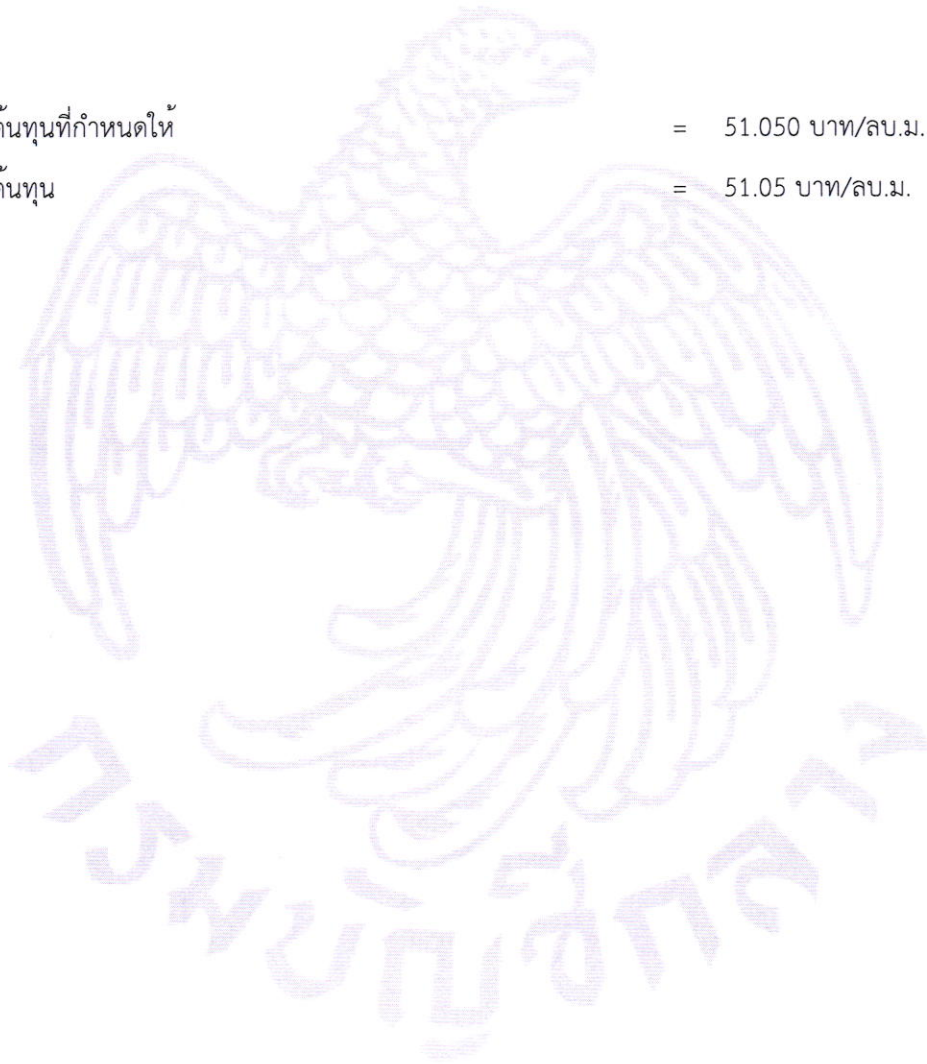 ต้นทุนที่กำหนดให้ = 51.050 บาท/ลบ.ม.
ต้นทุน = 51.05 บาท/ลบ.ม.
กรมบัญชีกลาง